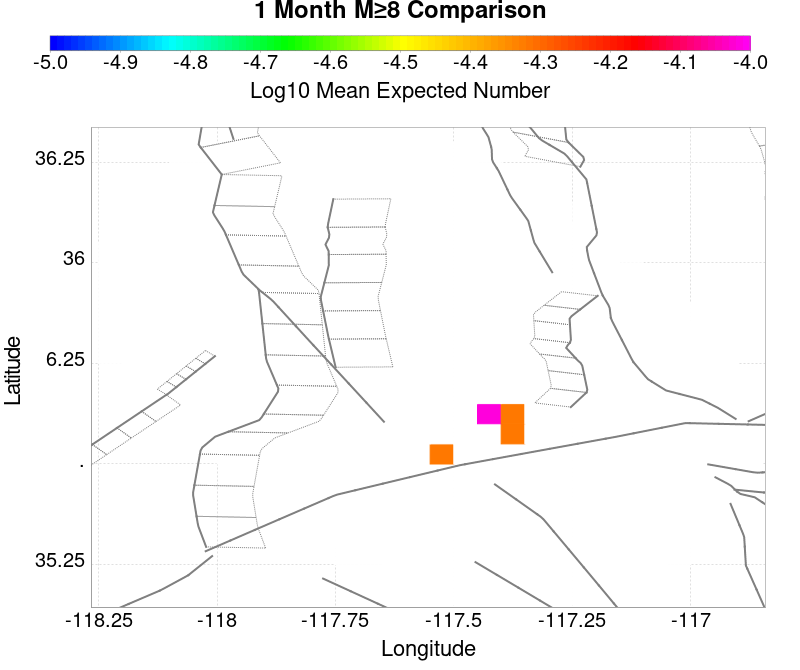 1 Month M≥8 Comparison
-5.0 -4.9 -4.8 -4.7 -4.6 -4.5 -4.4 -4.3 -4.2 -4.1 -4.0
Log10 Mean Expected Number
36.25
36
6.25
.
35.25
Latitude
-118.25 -118 -117.75 -117.5 -117.25 -117
Longitude